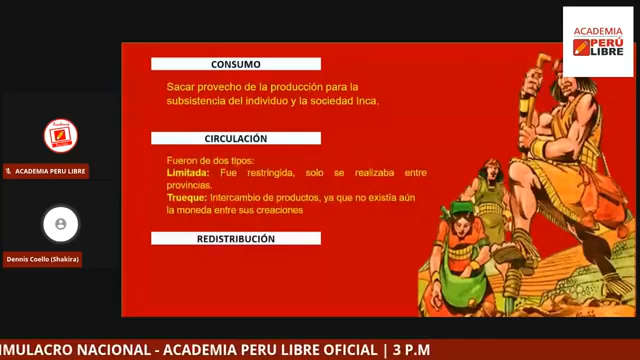 ACADEMIA
PERÚ
LIBRE
CONSUMO
Sacar provecho de la producción para la
subsistencia del individuo y la sociedad Inca.
CIRCULACIÓN
Fueron de dos tipos:
Limitada: Fue restringida, solo se realizaba entre
provincias.
Trueque: Intercambio de productos, ya que no existía aún
la moneda entre sus creaciones
REDISTRIBUCIÓN
ACADEMIA PERU LIBRE
Dennis Coello (Shakira)
IMULACRO NACIONAL - ACADEMIA PERU LIBRE OFICIAL | 3 P.M